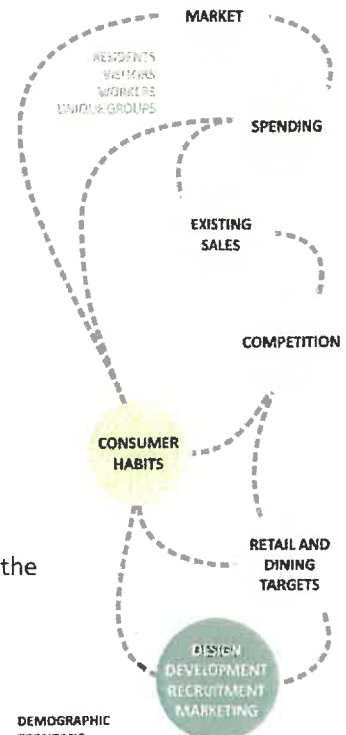 MARKET
RESIDENTS
VISITORS
WORKERS
UNIQUE GROUPS
SPENDING
EXISTING
SALES
COMPETITION
CONSUMER
HABITS
RETAIL AND
DINING
TARGETS
the
DESIGN
DEVELOPMENT
RECRUITMENT
MARKETING
DEMOGRAPHIC